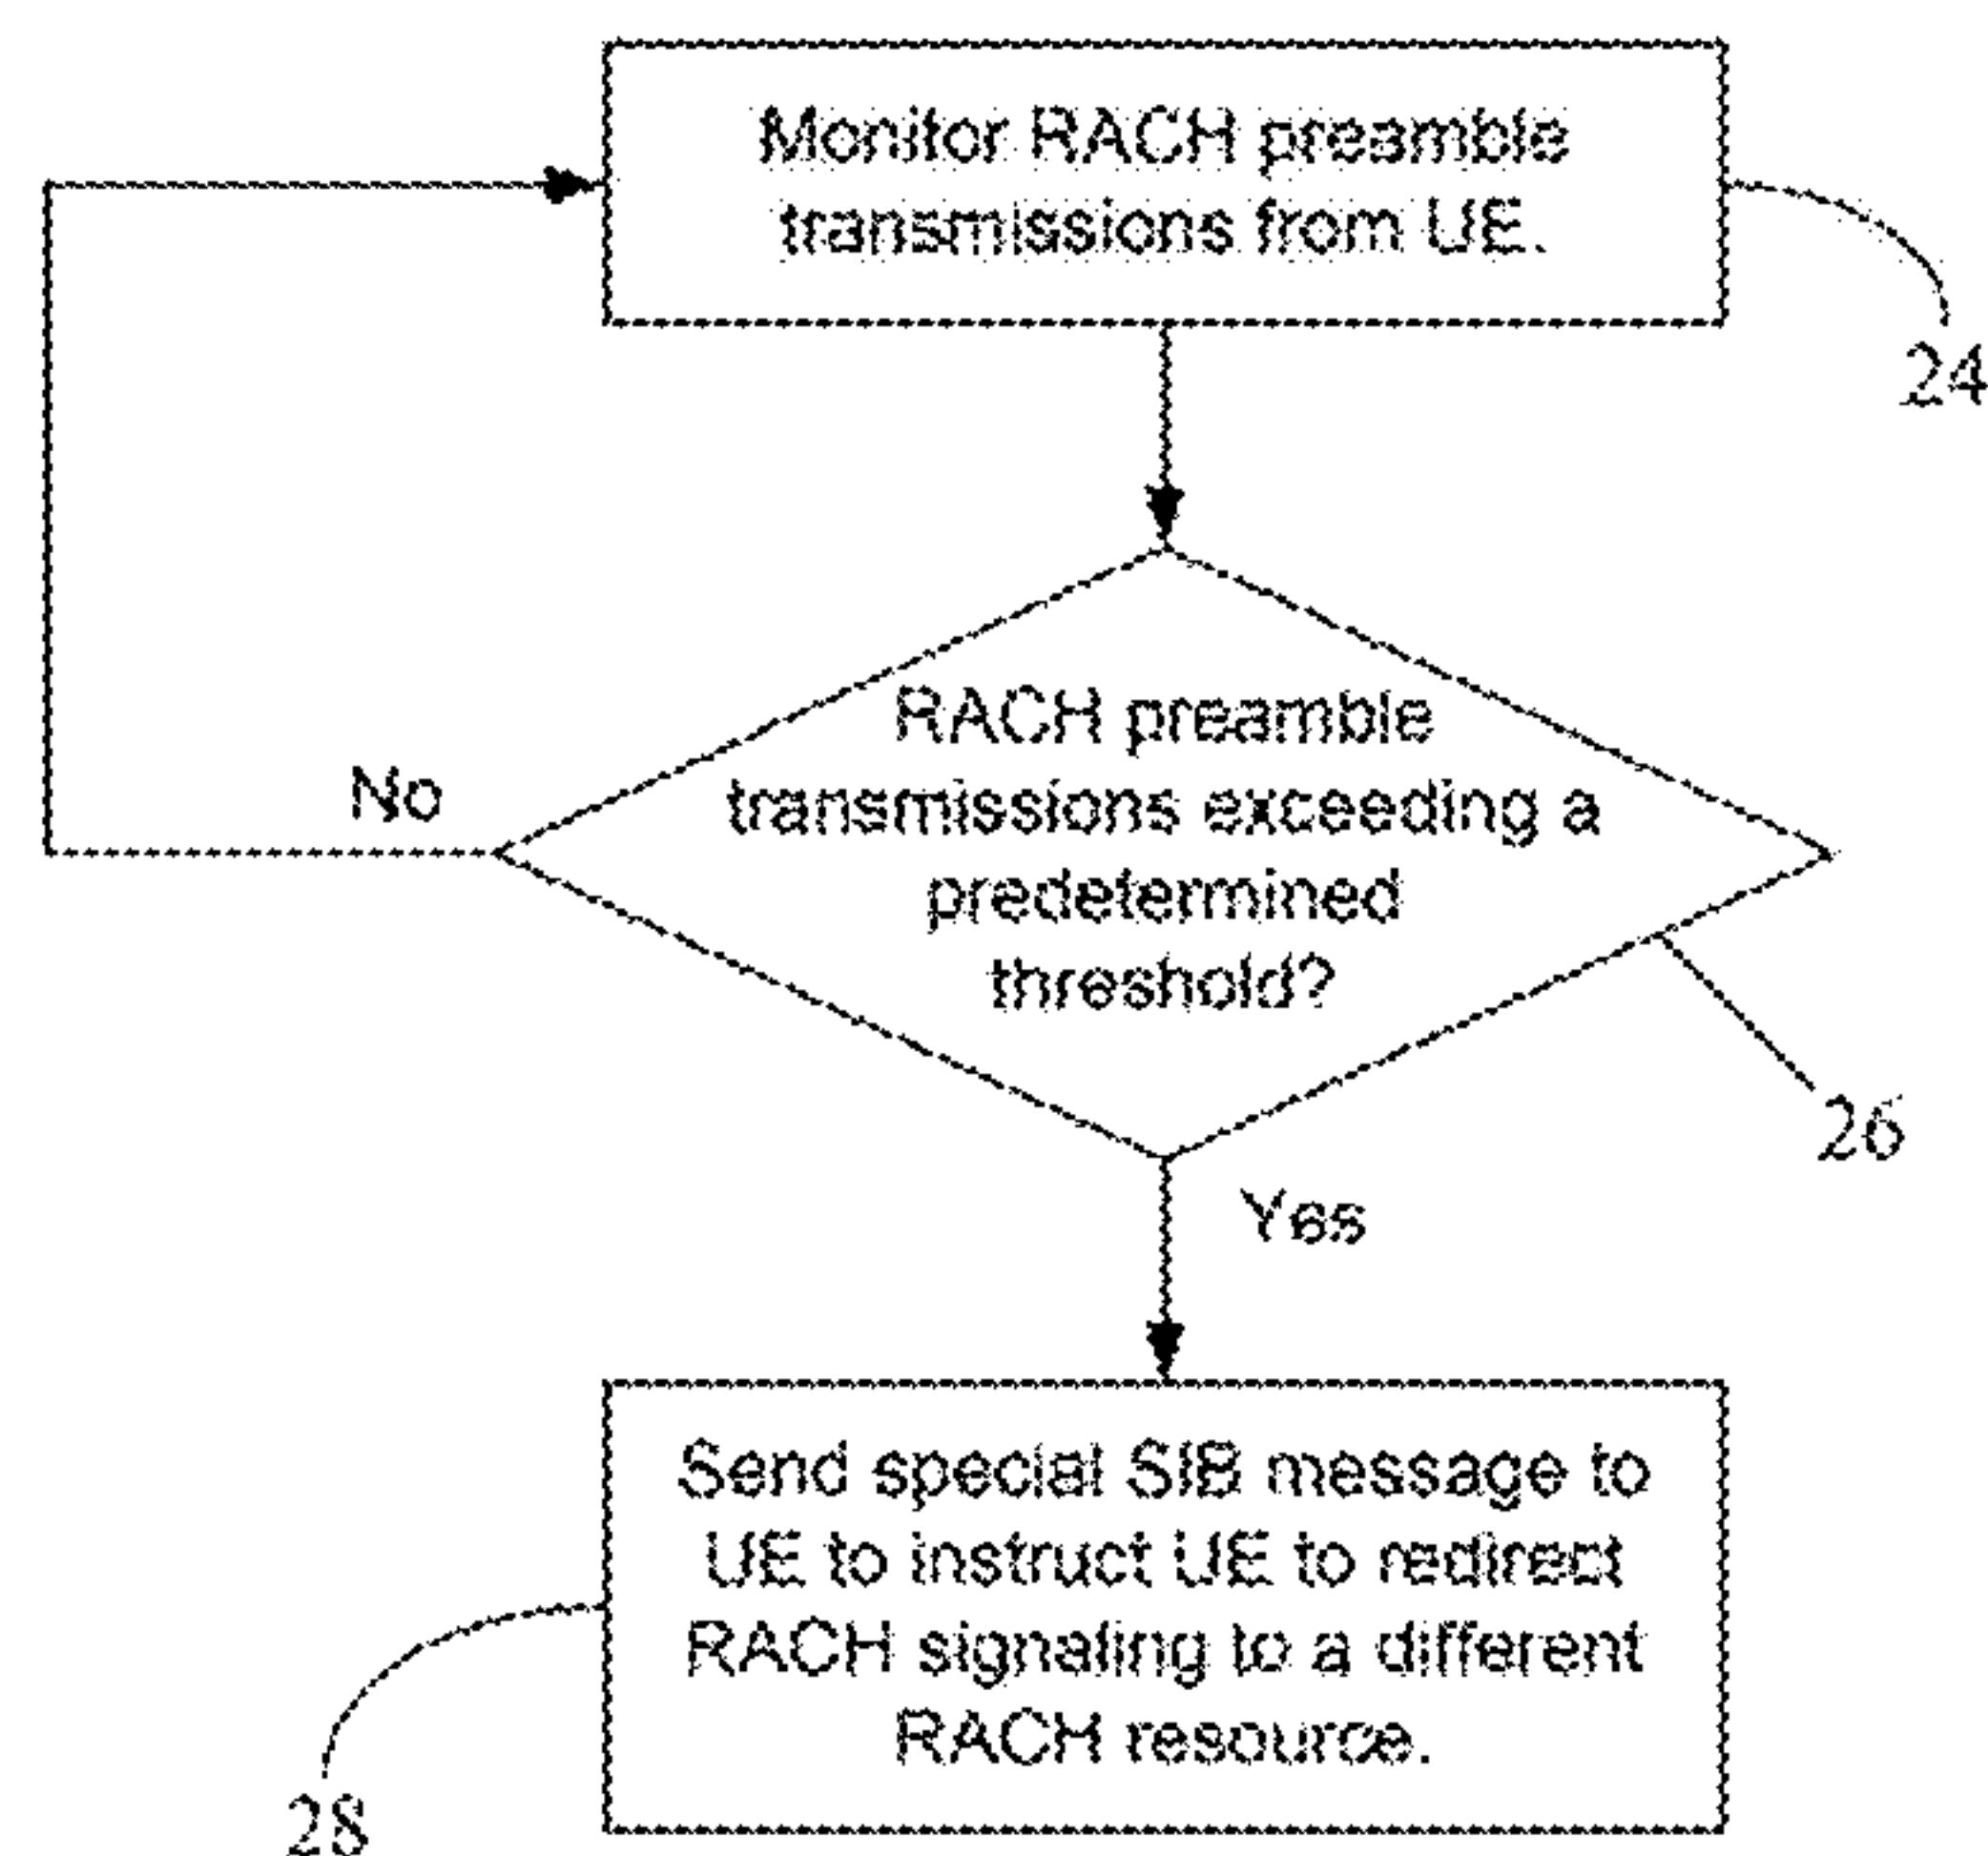 Monitor RACH preamble
transmissions from UE.
24
RACH preamble
transmissions exceeding a
predetermined
threshold?
No
26
Yes
Send special SIB message to
UE to instruct UE to redirect
RACH signaling to a different
RACH resource.
28